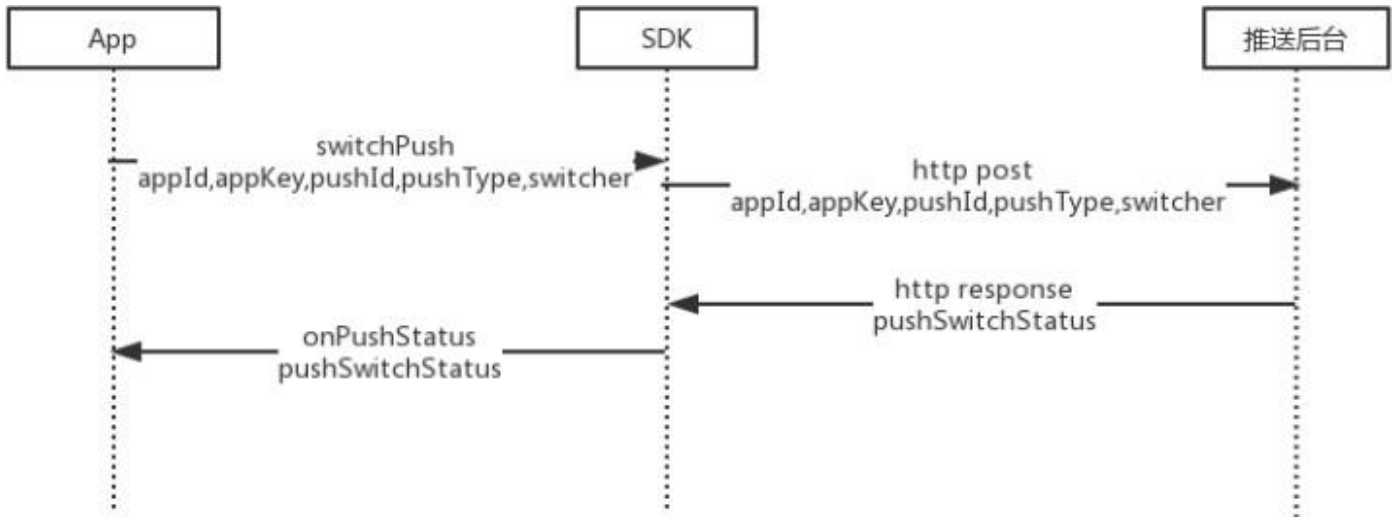 App
SDK
推送后台
switchPush
appId,appKey,pushId,pushType,switcher
http post
appId,appKey,pushId,pushType,switcher
http response
pushSwitchStatus
onPushStatus
pushSwitchStatus